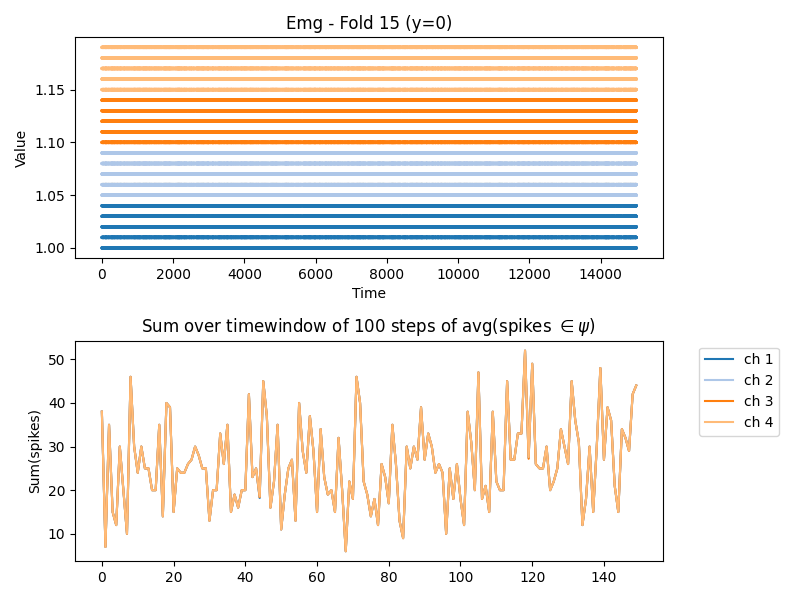 Emg - Fold 15 (y=0)
Value
1.15
1.10
1.05
1.00
0 2000 4000 6000 8000 10000 12000 14000
Time
Sum over timewindow of 100 steps of avg(spikes ∈ ψ)
Sum(spikes)
50
40
30
20
10
0 20 40 60 80 100 120 140
ch 1
ch 2
ch 3
ch 4